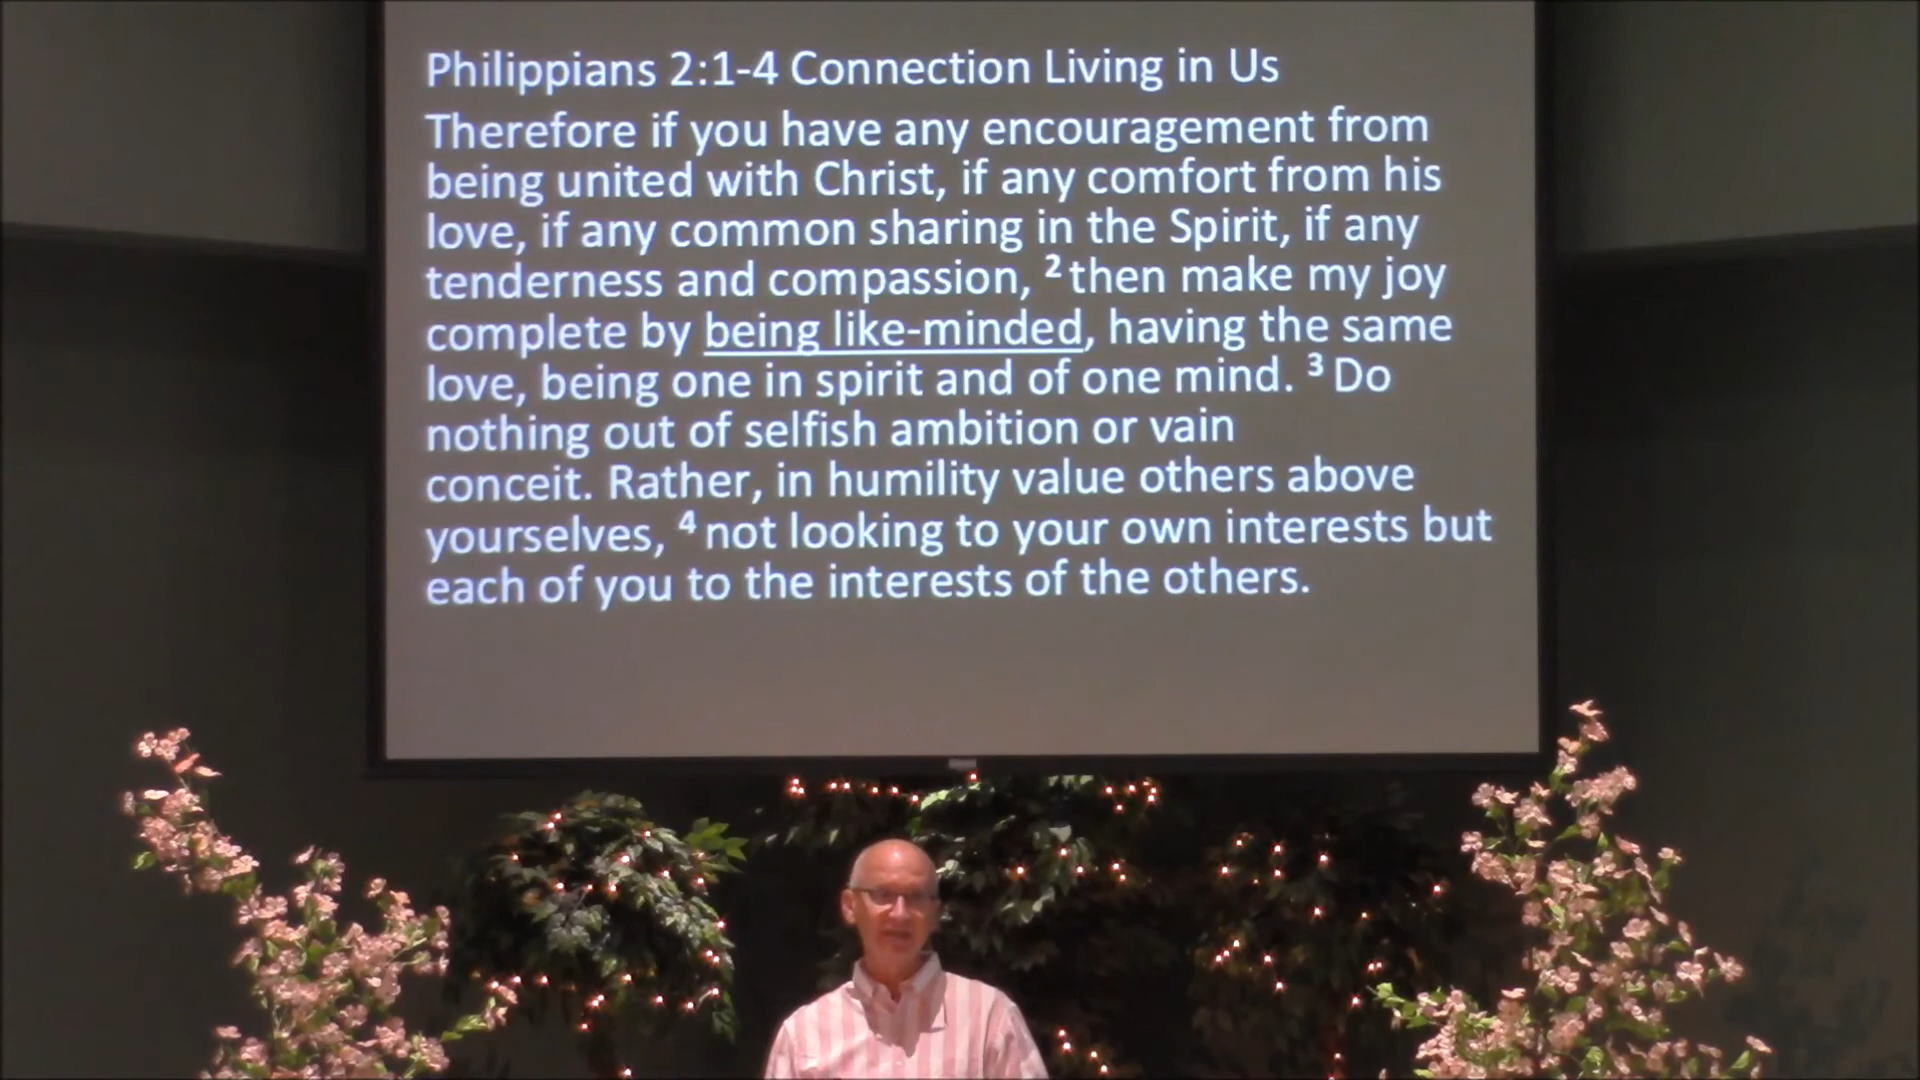 Philippians 2:1-4 Connection Living in Us
Therefore if you have any encouragement from
being united with Christ, if any comfort from his
love, if any common sharing in the Spirit, if any
tenderness and compassion, ² then make my joy
complete by being like-minded, having the same
love, being one in spirit and of one mind. ³ Do
nothing out of selfish ambition or vain
conceit. Rather, in humility value others above
yourselves, ⁴ not looking to your own interests but
each of you to the interests of the others.